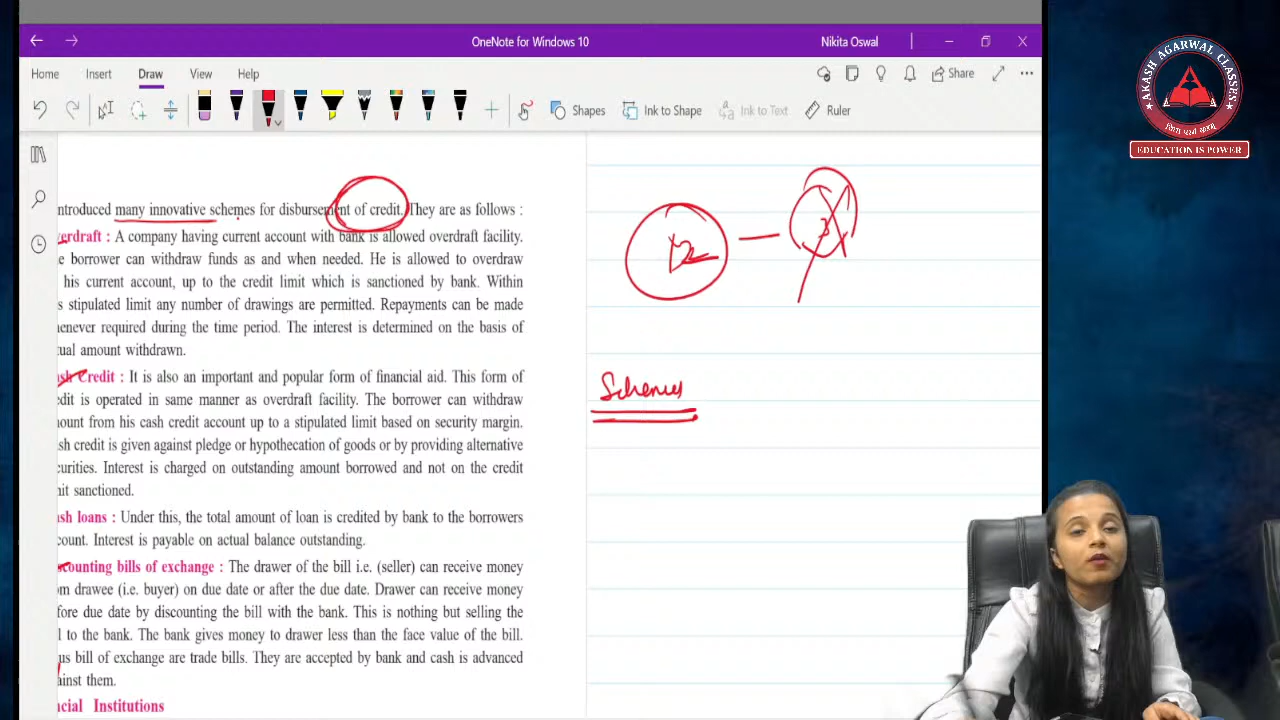 OneNote for Windows 10
Nikita Oswal
Home Insert Draw View Help
Share
Shapes Ink to Shape Ink to Text Ruler
ntroduced many innovative schemes for disbursement of credit. They are as follows :
erdraft : A company having current account with bank is allowed overdraft facility.
e borrower can withdraw funds as and when needed. He is allowed to overdraw
his current account, up to the credit limit which is sanctioned by bank. Within
s stipulated limit any number of drawings are permitted. Repayments can be made
enever required during the time period. The interest is determined on the basis of
tual amount withdrawn.
sh Credit : It is also an important and popular form of financial aid. This form of
edit is operated in same manner as overdraft facility. The borrower can withdraw
ount from his cash credit account up to a stipulated limit based on security margin.
sh credit is given against pledge or hypothecation of goods or by providing alternative
curities. Interest is charged on outstanding amount borrowed and not on the credit
it sanctioned.
sh loans : Under this, the total amount of loan is credited by bank to the borrowers
count. Interest is payable on actual balance outstanding.
counting bills of exchange : The drawer of the bill i.e. (seller) can receive money
om drawee (i.e. buyer) on due date or after the due date. Drawer can receive money
fore due date by discounting the bill with the bank. This is nothing but selling the
l to the bank. The bank gives money to drawer less than the face value of the bill.
us bill of exchange are trade bills. They are accepted by bank and cash is advanced
ainst them.
ncial Institutions
12 - 3
Schemes
AKASH AGARWAL CLASSES
EDUCATION IS POWER